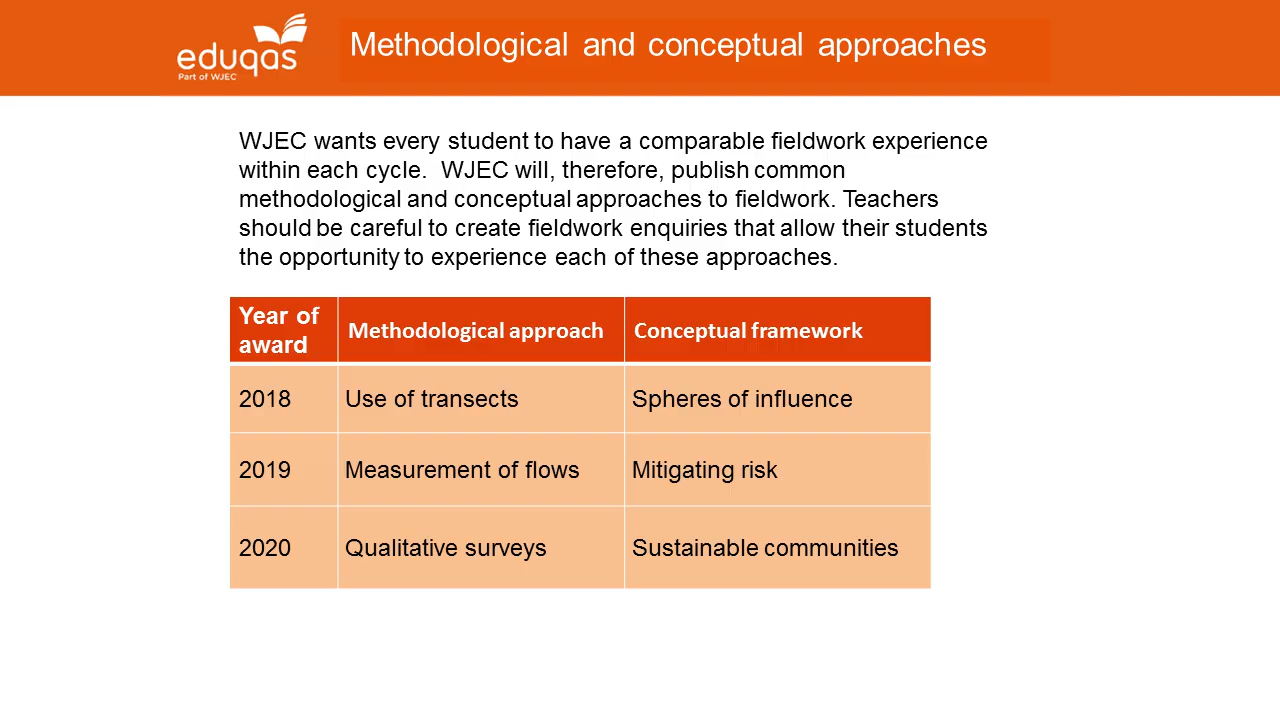 eduqas
Part of WJEC
Methodological and conceptual approaches
WJEC wants every student to have a comparable fieldwork experience
within each cycle.  WJEC will, therefore, publish common
methodological and conceptual approaches to fieldwork. Teachers
should be careful to create fieldwork enquiries that allow their students
the opportunity to experience each of these approaches.
Year of award Methodological approach Conceptual framework
2018 Use of transects Spheres of influence
2019 Measurement of flows Mitigating risk
2020 Qualitative surveys Sustainable communities